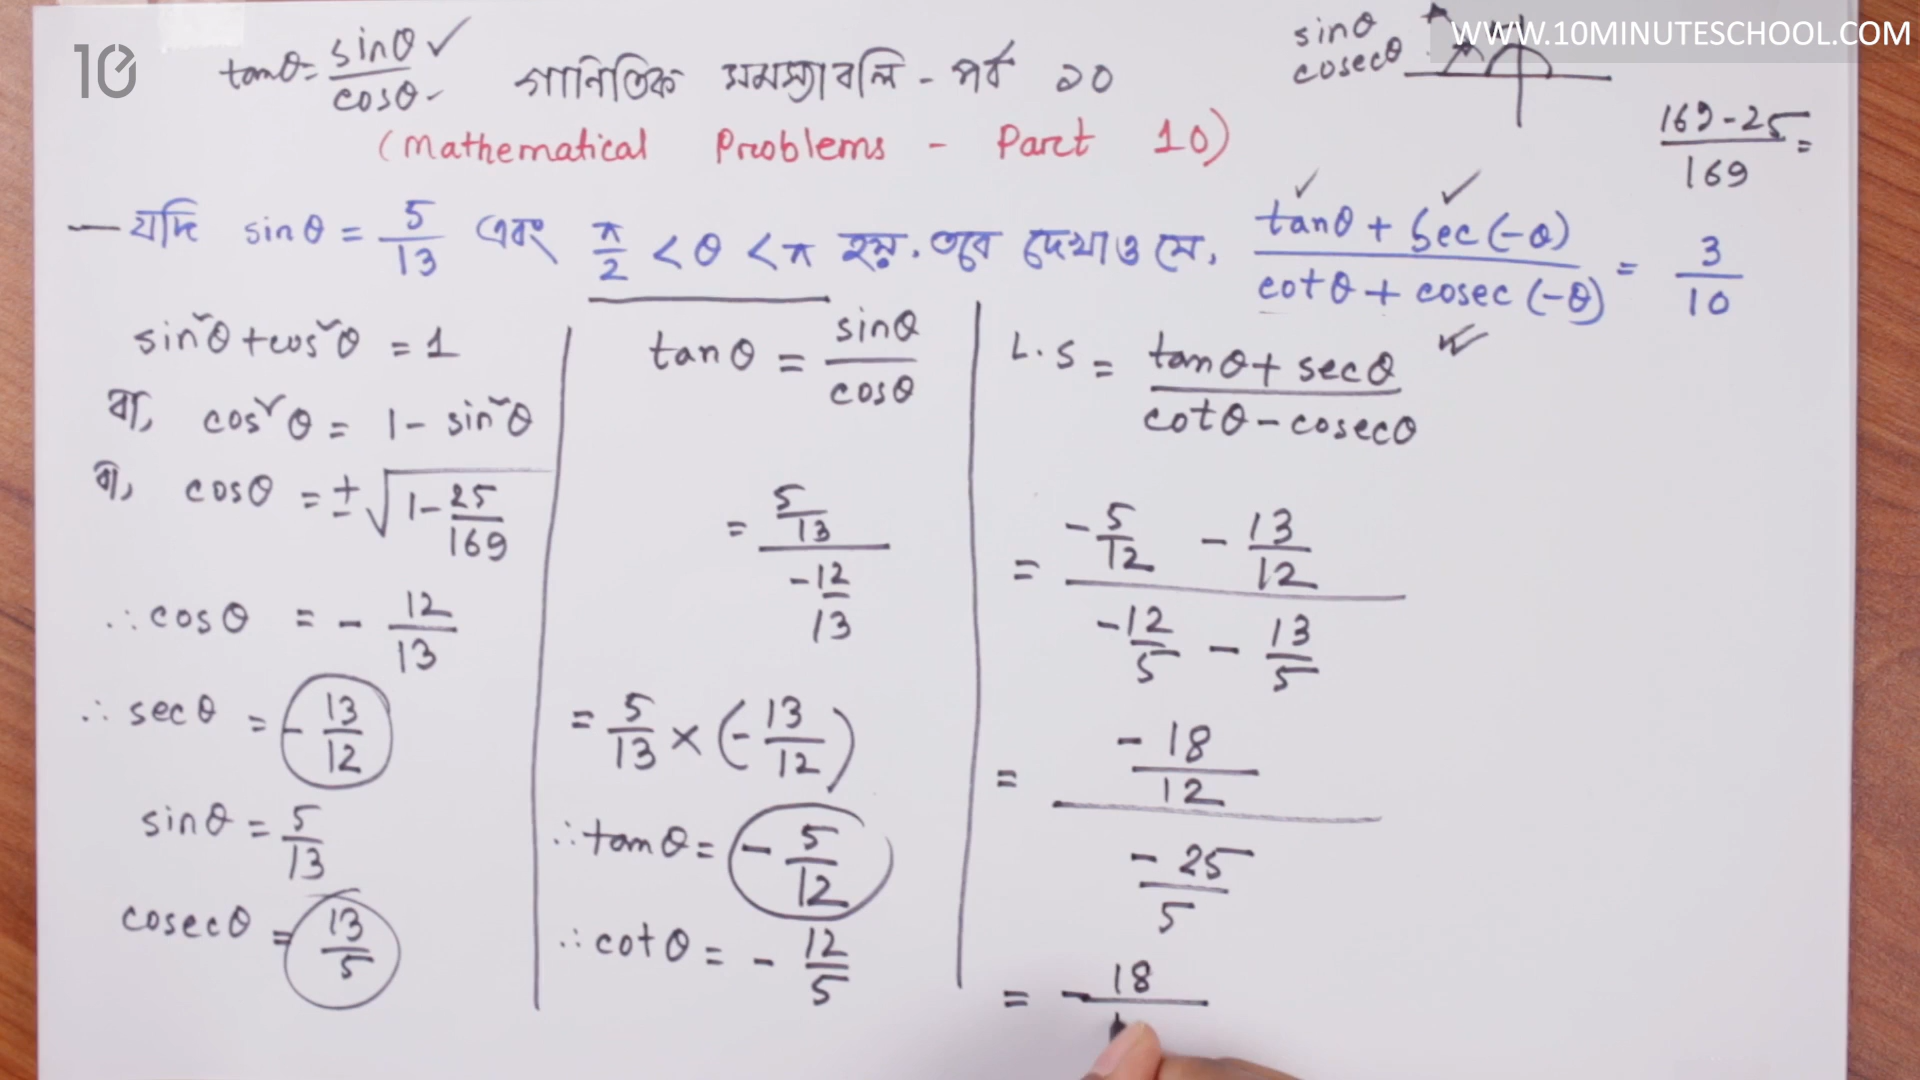 10
WWW.10MINUTESCHOOL.COM
tanθ = sinθ/cosθ ✓
sinθ
cosecθ
গাণিতিক সমস্যাবলি - পর্ব ১০
(Mathematical Problems - Part 10)
(169-25)/169 =
— যদি sinθ = 5/13 এবং π/2 < θ < π হয়. তবে দেখাও যে, (tanθ + sec(-θ))/(cotθ + cosec(-θ)) = 3/10
sin²θ + cos²θ = 1
বা, cos²θ = 1 - sin²θ
বা, cosθ = ±√(1 - 25/169)
∴ cosθ = - 12/13
∴ secθ = - 13/12
sinθ = 5/13
cosecθ = 13/5
tanθ = sinθ/cosθ
= (5/13)/(-12/13)
= 5/13 × (-13/12)
∴ tanθ = - 5/12
∴ cotθ = - 12/5
L.S = (tanθ + secθ)/(cotθ - cosecθ)
= (-5/12 - 13/12)/(-12/5 - 13/5)
= (-18/12)/(-25/5)
= - 18/